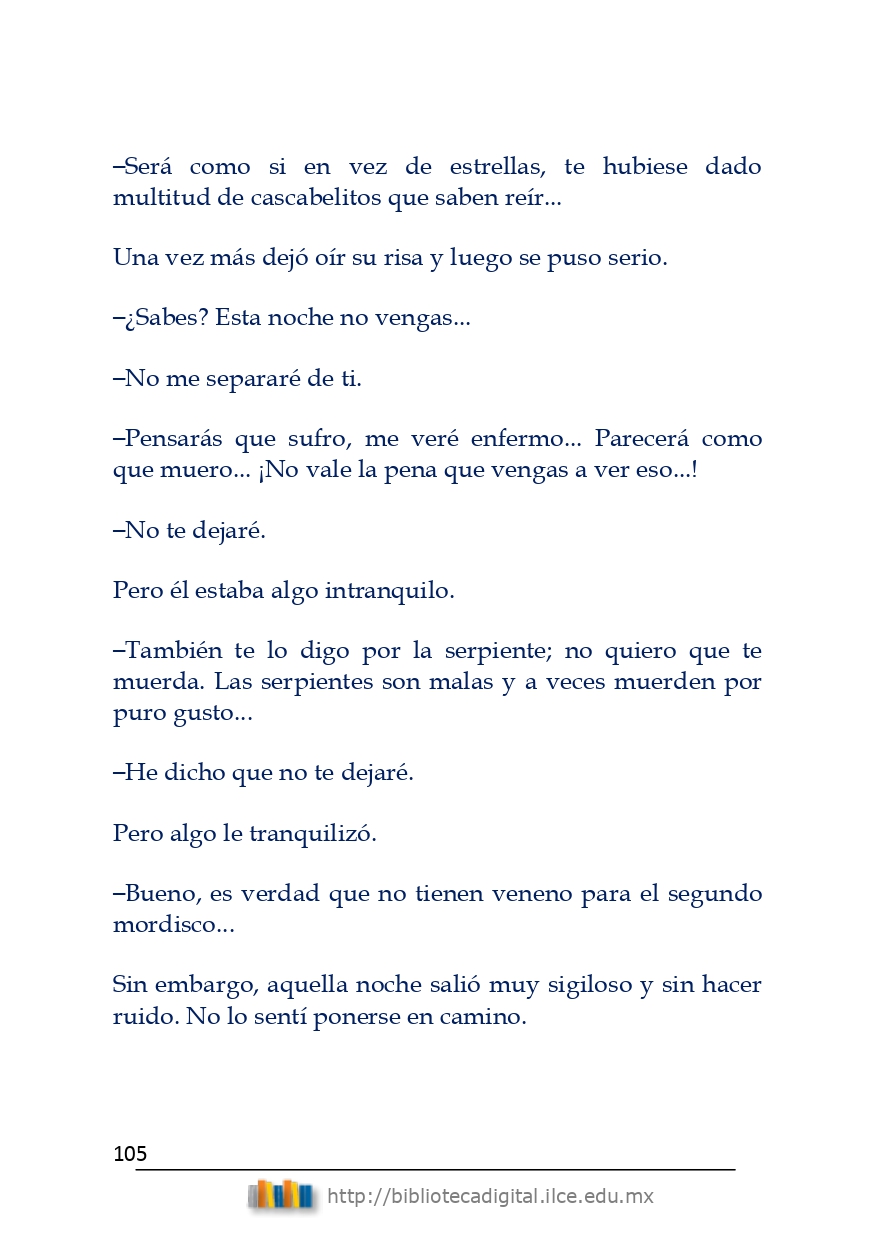 –Será como si en vez de estrellas, te hubiese dado
multitud de cascabelitos que saben reír...
Una vez más dejó oír su risa y luego se puso serio.
–¿Sabes? Esta noche no vengas...
–No me separaré de ti.
–Pensarás que sufro, me veré enfermo... Parecerá como
que muero... ¡No vale la pena que vengas a ver eso...!
–No te dejaré.
Pero él estaba algo intranquilo.
–También te lo digo por la serpiente; no quiero que te
muerda. Las serpientes son malas y a veces muerden por
puro gusto...
–He dicho que no te dejaré.
Pero algo le tranquilizó.
–Bueno, es verdad que no tienen veneno para el segundo
mordisco...
Sin embargo, aquella noche salió muy sigiloso y sin hacer
ruido. No lo sentí ponerse en camino.
105
http://bibliotecadigital.ilce.edu.mx